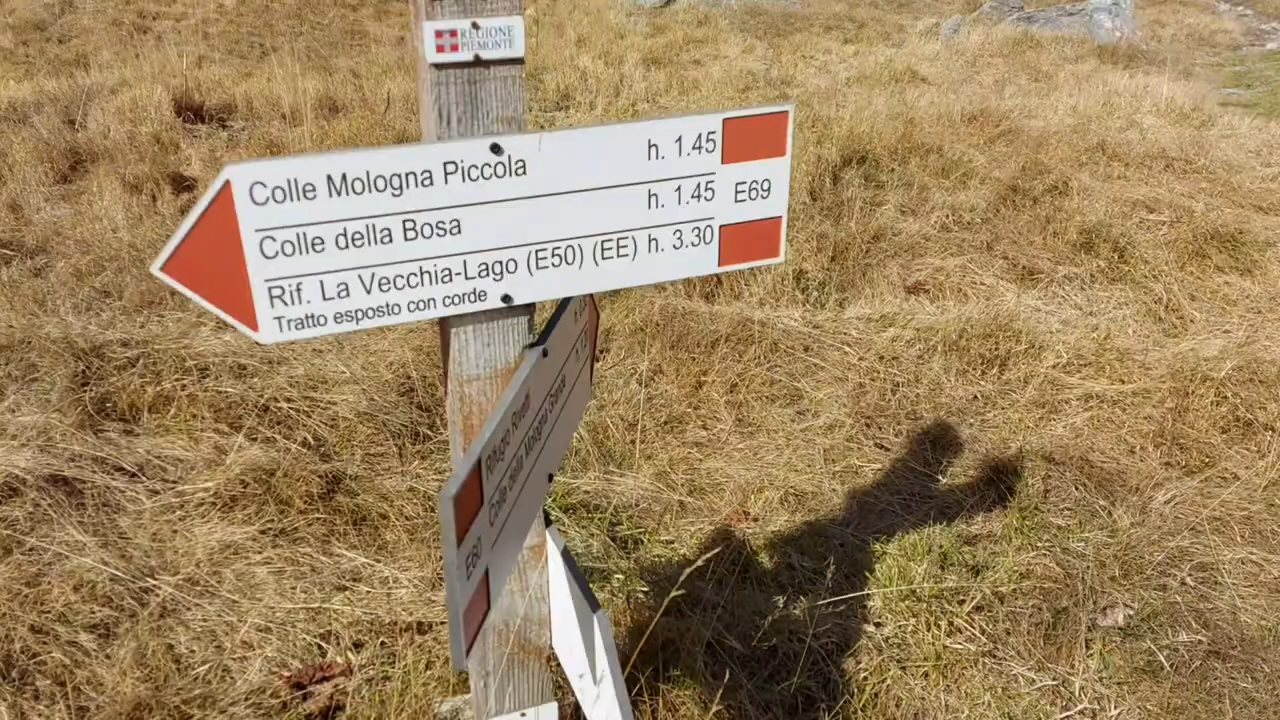 REGIONE
PIEMONTE
Colle Mologna Piccola h. 1.45
Colle della Bosa h. 1.45
E69
Rif. La Vecchia-Lago (E50) (EE) h. 3.30
Tratto esposto con corde
Rifugio Rivetti
Colle della Mologna Grande
E60